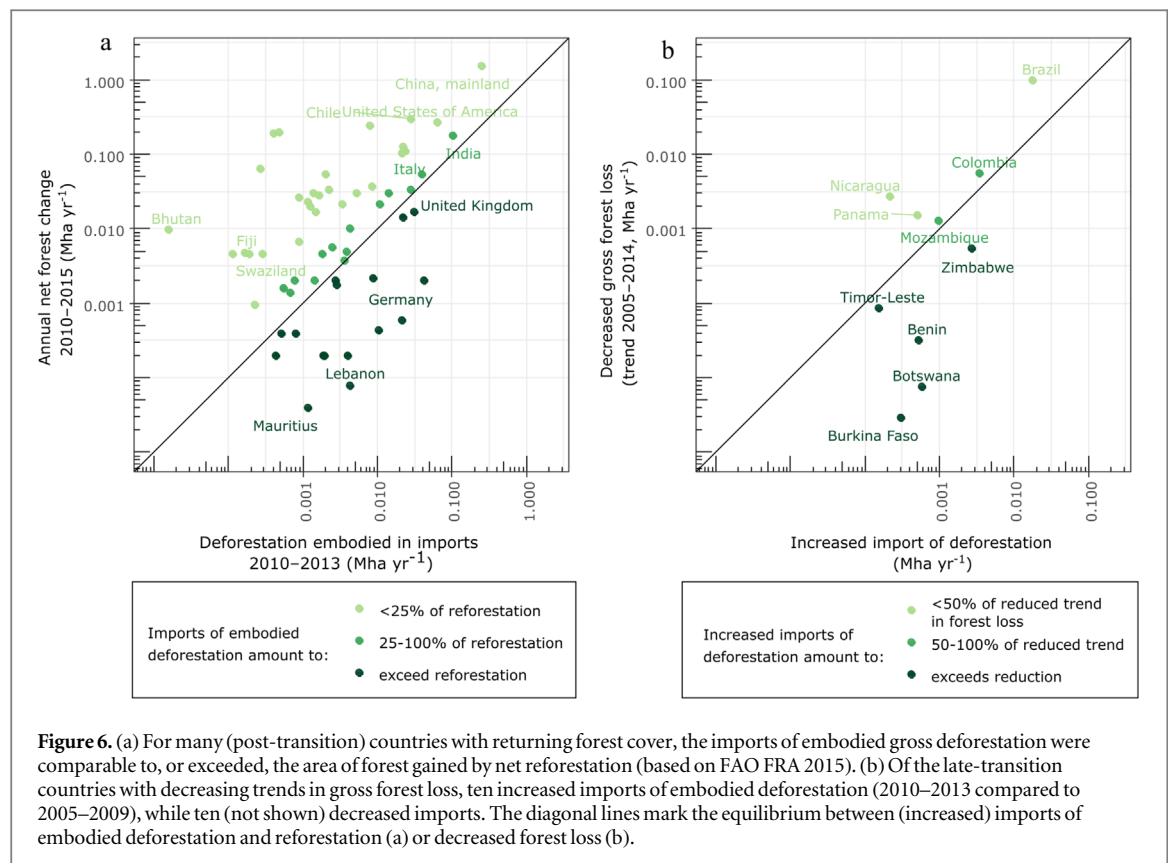 a
Annual net forest change
2010–2015 (Mha yr⁻¹)
1.000
0.100
0.010
0.001
China, mainland
Chile
United States of America
India
Italy
United Kingdom
Bhutan
Fiji
Swaziland
Germany
Lebanon
Mauritius
0.001
0.010
0.100
1.000
Deforestation embodied in imports
2010–2013 (Mha yr⁻¹)
Imports of embodied
deforestation amount to:
<25% of reforestation
25-100% of reforestation
exceed reforestation
b
Decreased gross forest loss
(trend 2005–2014, Mha yr⁻¹)
0.100
0.010
0.001
Brazil
Colombia
Nicaragua
Panama
Mozambique
Zimbabwe
Timor-Leste
Benin
Botswana
Burkina Faso
0.001
0.010
0.100
Increased import of deforestation
(Mha yr⁻¹)
Increased imports of
deforestation amount to:
<50% of reduced trend
in forest loss
50-100% of reduced trend
exceeds reduction
Figure 6. (a) For many (post-transition) countries with returning forest cover, the imports of embodied gross deforestation were
comparable to, or exceeded, the area of forest gained by net reforestation (based on FAO FRA 2015). (b) Of the late-transition
countries with decreasing trends in gross forest loss, ten increased imports of embodied deforestation (2010–2013 compared to
2005–2009), while ten (not shown) decreased imports. The diagonal lines mark the equilibrium between (increased) imports of
embodied deforestation and reforestation (a) or decreased forest loss (b).